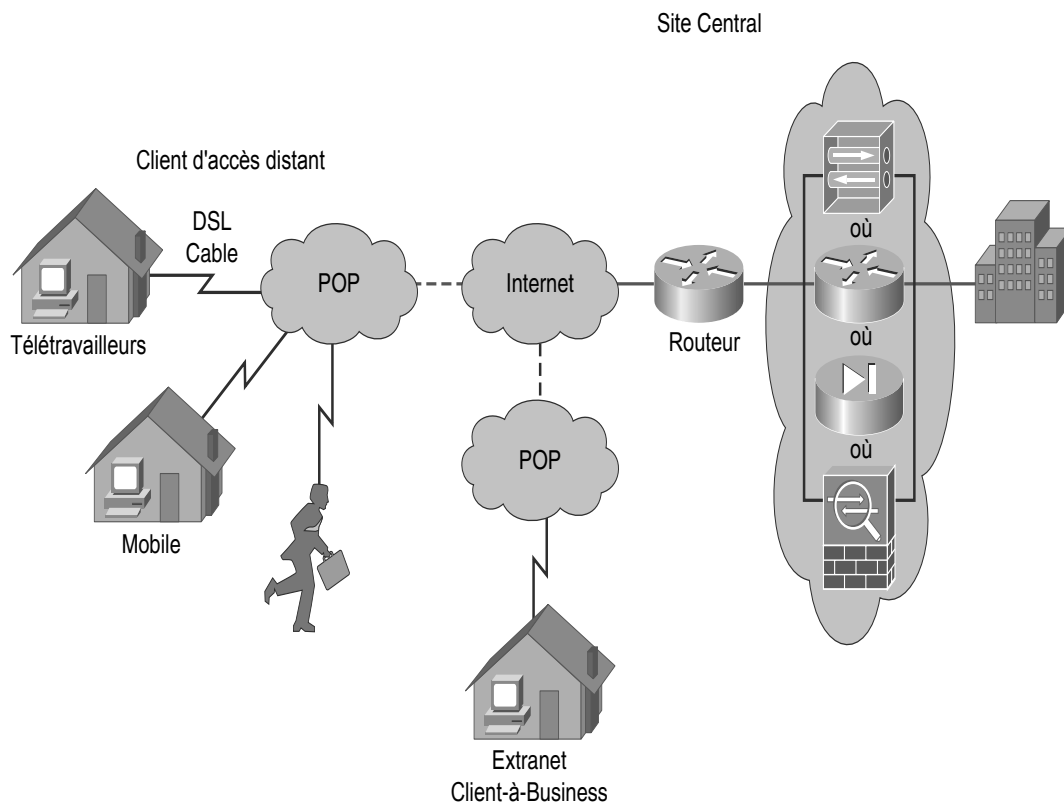 Site Central
Client d'accès distant
DSL
Cable
POP
Internet
Routeur
où
où
où
Télétravailleurs
POP
Mobile
Extranet
Client-à-Business